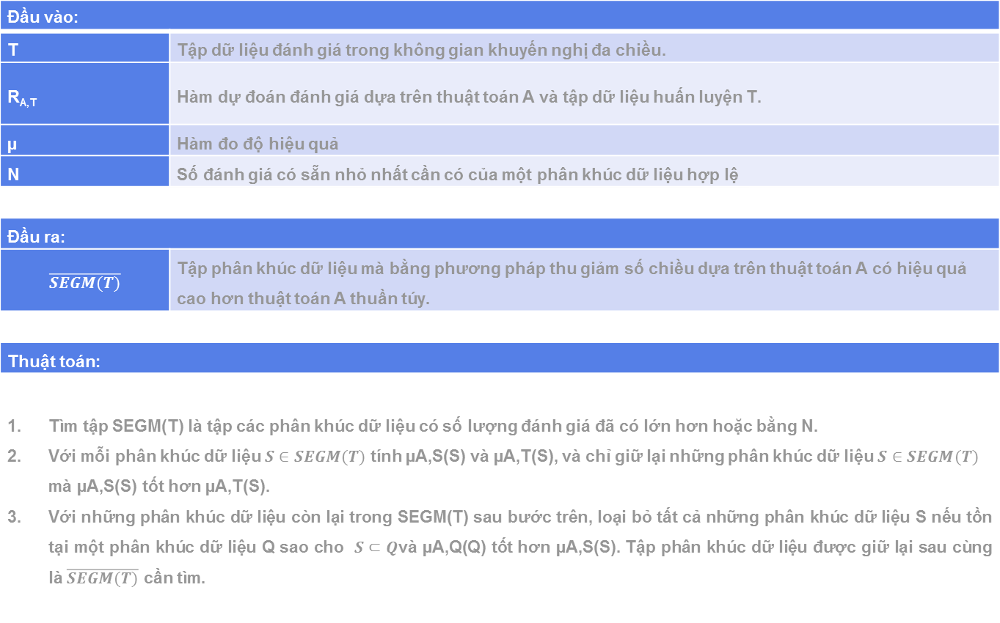 Đầu vào:
T Tập dữ liệu đánh giá trong không gian khuyến nghị đa chiều.
R_A,T Hàm dự đoán đánh giá dựa trên thuật toán A và tập dữ liệu huấn luyện T.
µ Hàm đo độ hiệu quả
N Số đánh giá có sẵn nhỏ nhất cần có của một phân khúc dữ liệu hợp lệ
Đầu ra:
Tập phân khúc dữ liệu mà bằng phương pháp thu giảm số chiều dựa trên thuật toán A có hiệu quả
$\overline{SEGM(T)}$
cao hơn thuật toán A thuần túy.
Thuật toán:
1. Tìm tập SEGM(T) là tập các phân khúc dữ liệu có số lượng đánh giá đã có lớn hơn hoặc bằng N.
2. Với mỗi phân khúc dữ liệu S ∈ SEGM(T) tính µA,S(S) và µA,T(S), và chỉ giữ lại những phân khúc dữ liệu S ∈ SEGM(T)
mà µA,S(S) tốt hơn µA,T(S).
3. Với những phân khúc dữ liệu còn lại trong SEGM(T) sau bước trên, loại bỏ tất cả những phân khúc dữ liệu S nếu tồn
tại một phân khúc dữ liệu Q sao cho S ⊂ Q và µA,Q(Q) tốt hơn µA,S(S). Tập phân khúc dữ liệu được giữ lại sau cùng
là $\overline{SEGM(T)}$ cần tìm.